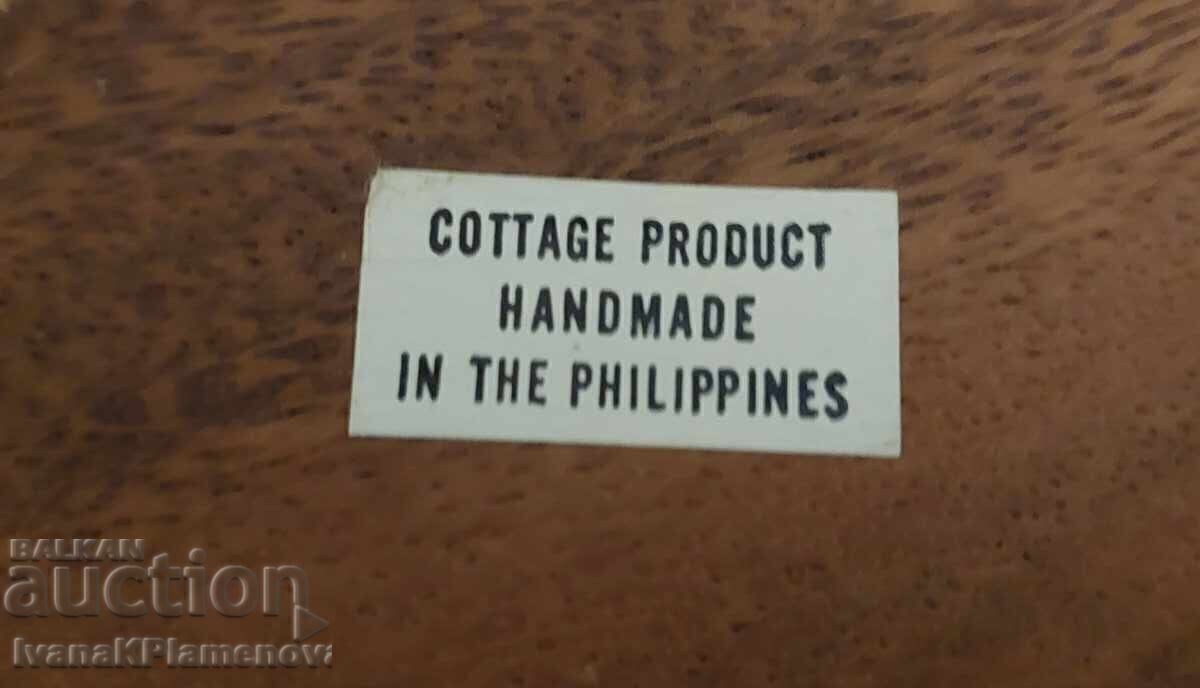 COTTAGE PRODUCT
HANDMADE
IN THE PHILIPPINES
BALKAN
auction
IvanaKPlamenova